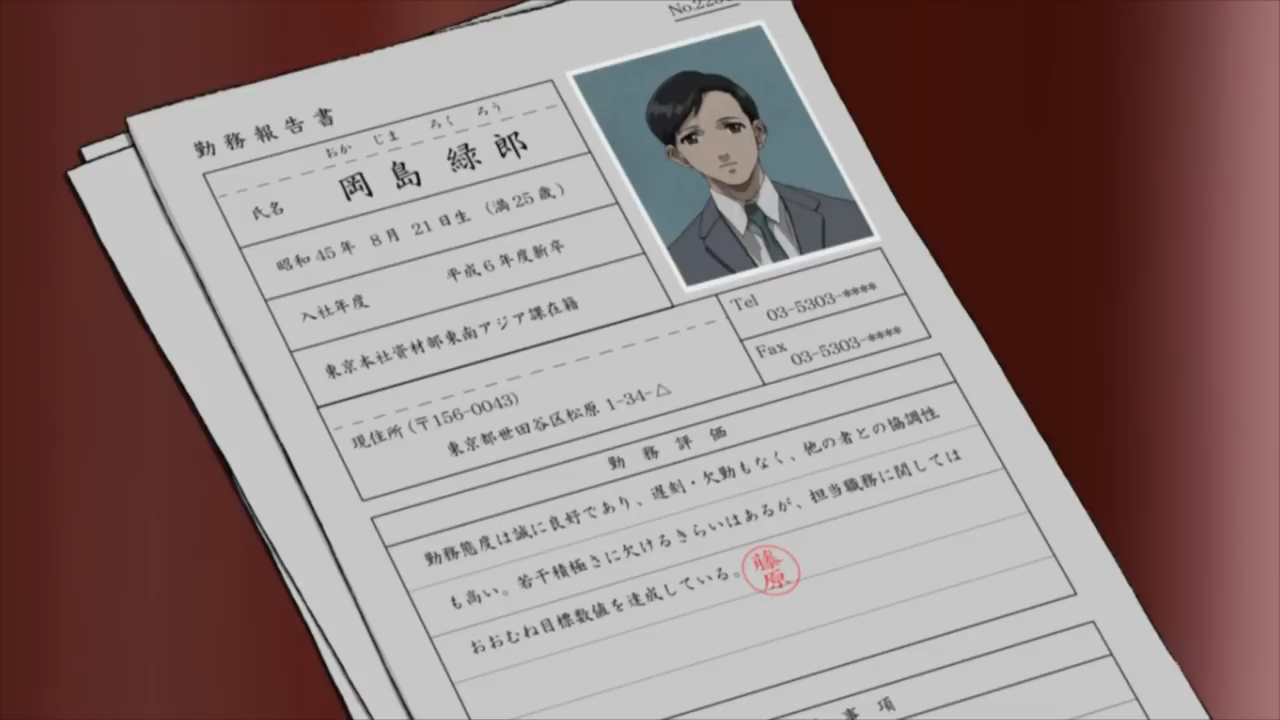 勤務報告書
おか じま ろく ろう
氏名 岡島緑郎
昭和45年 8月 21日生 (満25歳)
入社年度 平成6年度新卒
東京本社資材部東南アジア課在籍
現住所(〒156-0043)
東京都世田谷区松原 1-34-△
Tel
03-5303-****
Fax
03-5303-****
勤務評価
勤務態度は誠に良好であり、遅刻・欠勤もなく、他の者との協調性
も高い。若干積極さに欠けるきらいはあるが、担当職務に関しては
おおむね目標数値を達成している。
藤原
事項